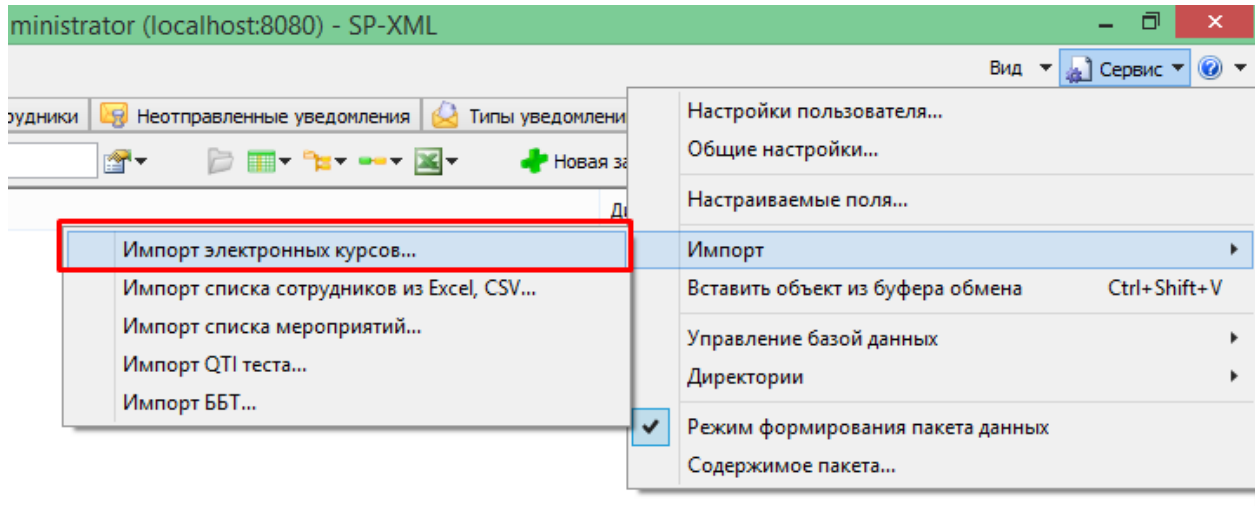 ministrator (localhost:8080) - SP-XML
Вид Сервис
рудники Неотправленные уведомления Типы уведомлени
Новая за
Ди
Настройки пользователя...
Общие настройки...
Настраиваемые поля...
Импорт
Вставить объект из буфера обмена Ctrl+Shift+V
Управление базой данных
Директории
Режим формирования пакета данных
Содержимое пакета...
Импорт электронных курсов...
Импорт списка сотрудников из Excel, CSV...
Импорт списка мероприятий...
Импорт QTI теста...
Импорт ББТ...